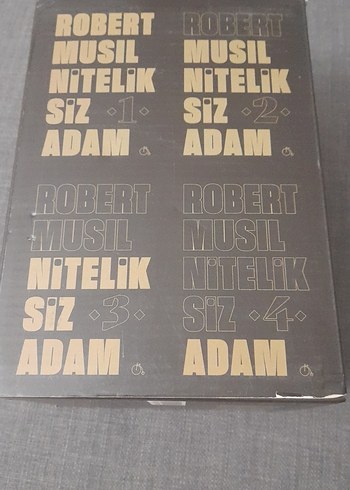 ROBERT
MUSIL
NİTELİK
SİZ ·1·
ADAM
ROBERT
MUSIL
NİTELİK
SİZ ·2·
ADAM
ROBERT
MUSIL
NİTELİK
SİZ ·3·
ADAM
ROBERT
MUSIL
NİTELİK
SİZ ·4·
ADAM